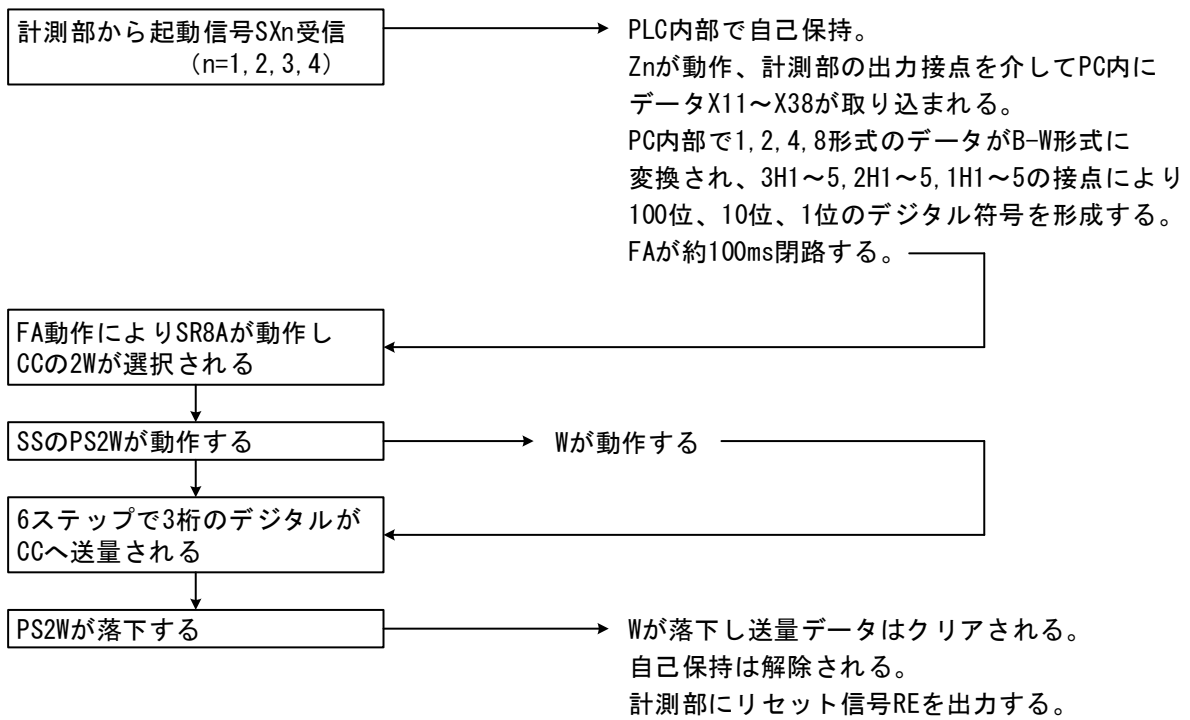 計測部から起動信号SXn受信
(n=1,2,3,4)
PLC内部で自己保持。
Znが動作、計測部の出力接点を介してPC内に
データX11～X38が取り込まれる。
PC内部で1,2,4,8形式のデータがB-W形式に
変換され、3H1～5,2H1～5,1H1～5の接点により
100位、10位、1位のデジタル符号を形成する。
FAが約100ms閉路する。
FA動作によりSR8Aが動作し
CCの2Wが選択される
SSのPS2Wが動作する
Wが動作する
6ステップで3桁のデジタルが
CCへ送量される
PS2Wが落下する
Wが落下し送量データはクリアされる。
自己保持は解除される。
計測部にリセット信号REを出力する。